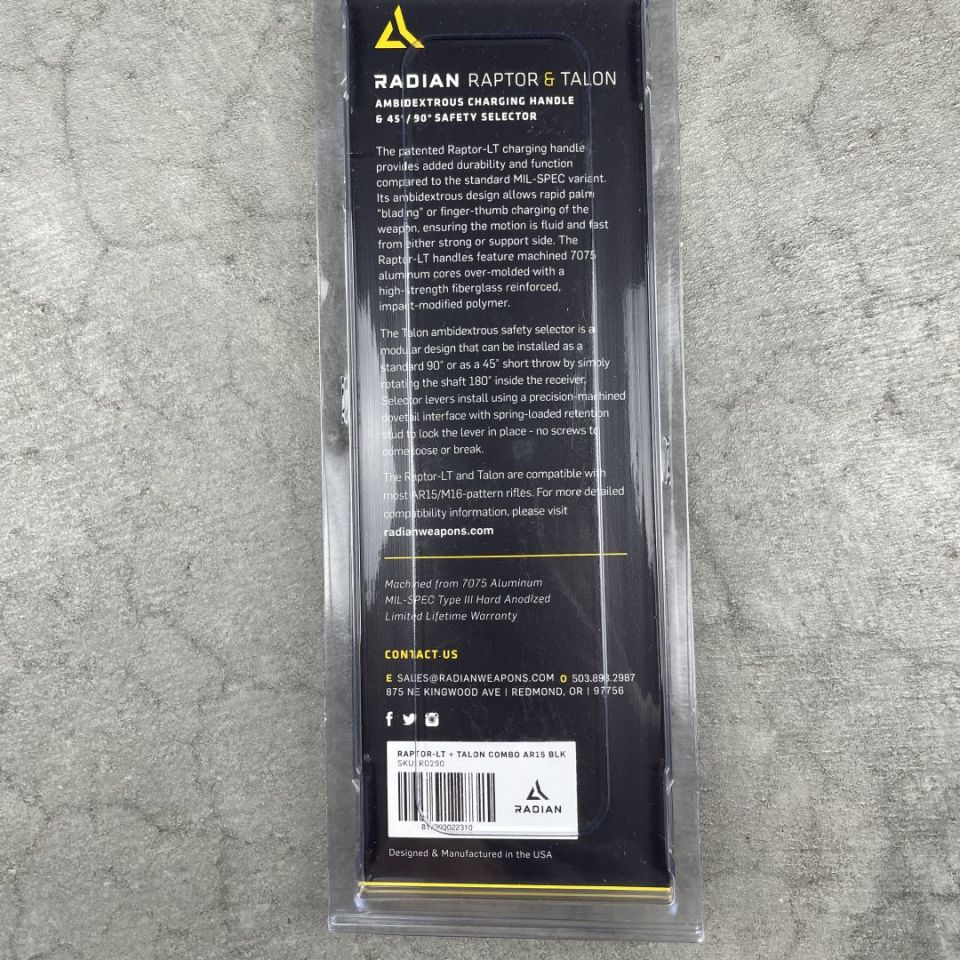 RADIAN RAPTOR & TALON
AMBIDEXTROUS CHARGING HANDLE
& 45°/90° SAFETY SELECTOR
The patented Raptor-LT charging handle
provides added durability and function
compared to the standard MIL-SPEC variant.
Its ambidextrous design allows rapid palm
"blading" or finger-thumb charging of the
weapon, ensuring the motion is fluid and fast
from either strong or support side. The
Raptor-LT handles feature machined 7075
aluminum cores over-molded with a
high-strength fiberglass reinforced,
impact-modified polymer.
The Talon ambidextrous safety selector is a
modular design that can be installed as a
standard 90° or as a 45° short throw by simply
rotating the shaft 180° inside the receiver.
Selector levers install using a precision-machined
dovetail interface with spring-loaded retention
stud to lock the lever in place - no screws to
come loose or break.
The Raptor-LT and Talon are compatible with
most AR15/M16-pattern rifles. For more detailed
compatibility information, please visit
radianweapons.com
Machined from 7075 Aluminum
MIL-SPEC Type III Hard Anodized
Limited Lifetime Warranty
CONTACT US
E SALES@RADIANWEAPONS.COM O 503.893.2987
875 NE KINGWOOD AVE | REDMOND, OR | 97756
RAPTOR-LT + TALON COMBO AR15 BLK
SKU: R0290
RADIAN
Designed & Manufactured in the USA